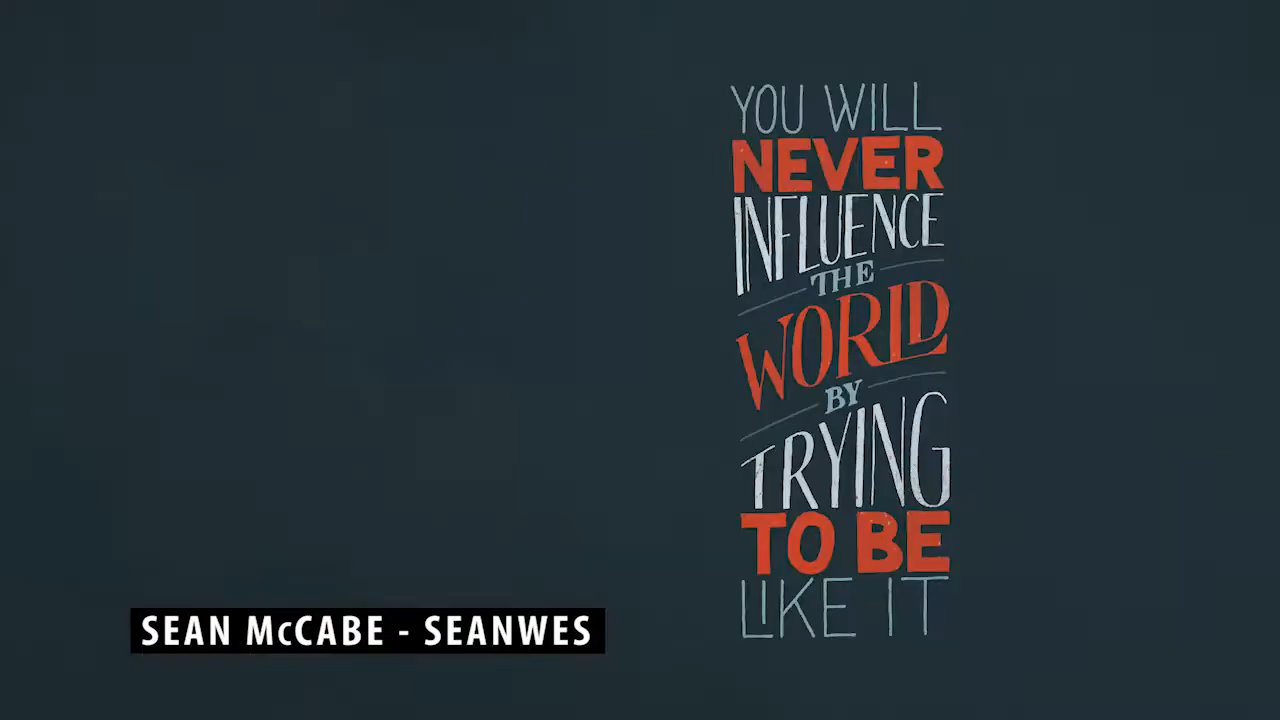 YOU WILL
NEVER
INFLUENCE
THE
WORLD
BY
TRYING
TO BE
LIKE IT
SEAN McCABE - SEANWES